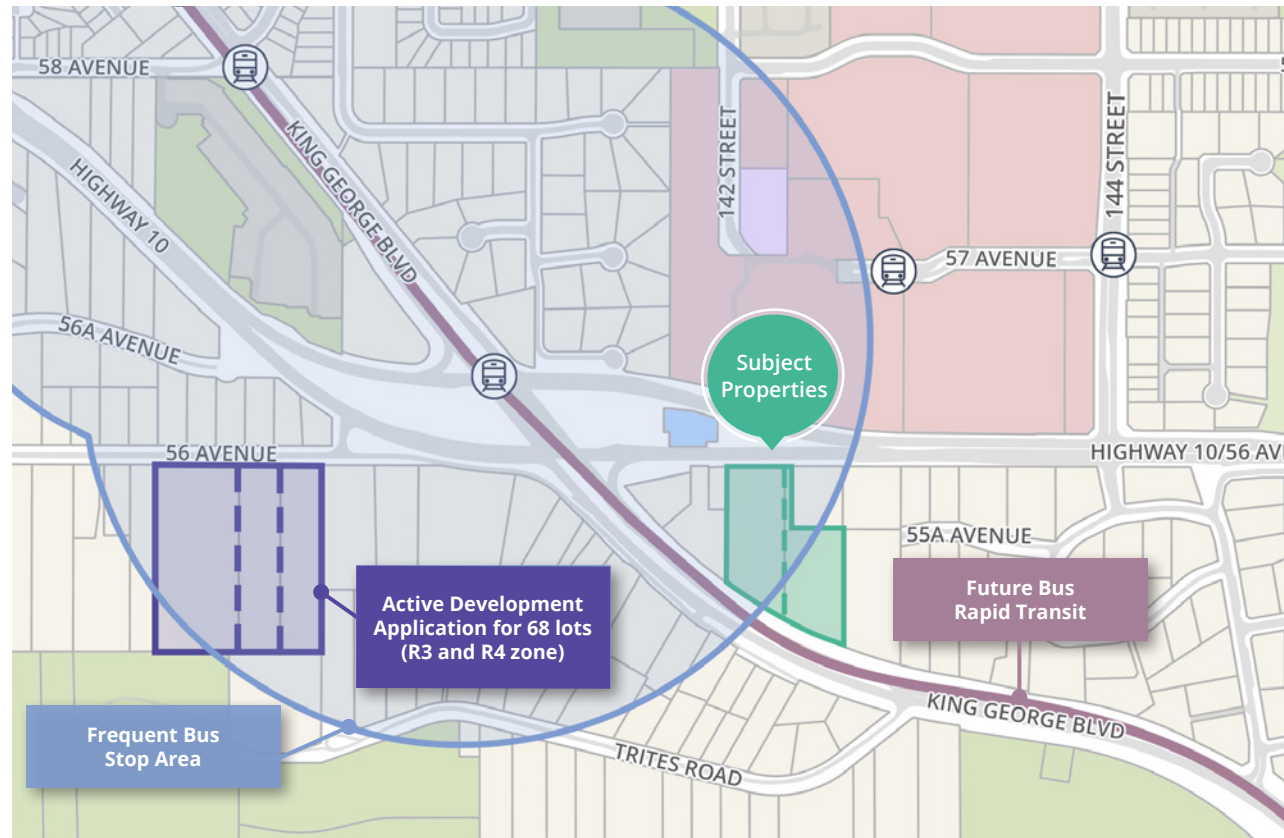 58 AVENUE
KING GEORGE BLVD
HIGHWAY 10
142 STREET
144 STREET
57 AVENUE
56A AVENUE
Subject
Properties
56 AVENUE
HIGHWAY 10/56 AV
55A AVENUE
Active Development
Application for 68 lots
(R3 and R4 zone)
Future Bus
Rapid Transit
Frequent Bus
Stop Area
KING GEORGE BLVD
TRITES ROAD